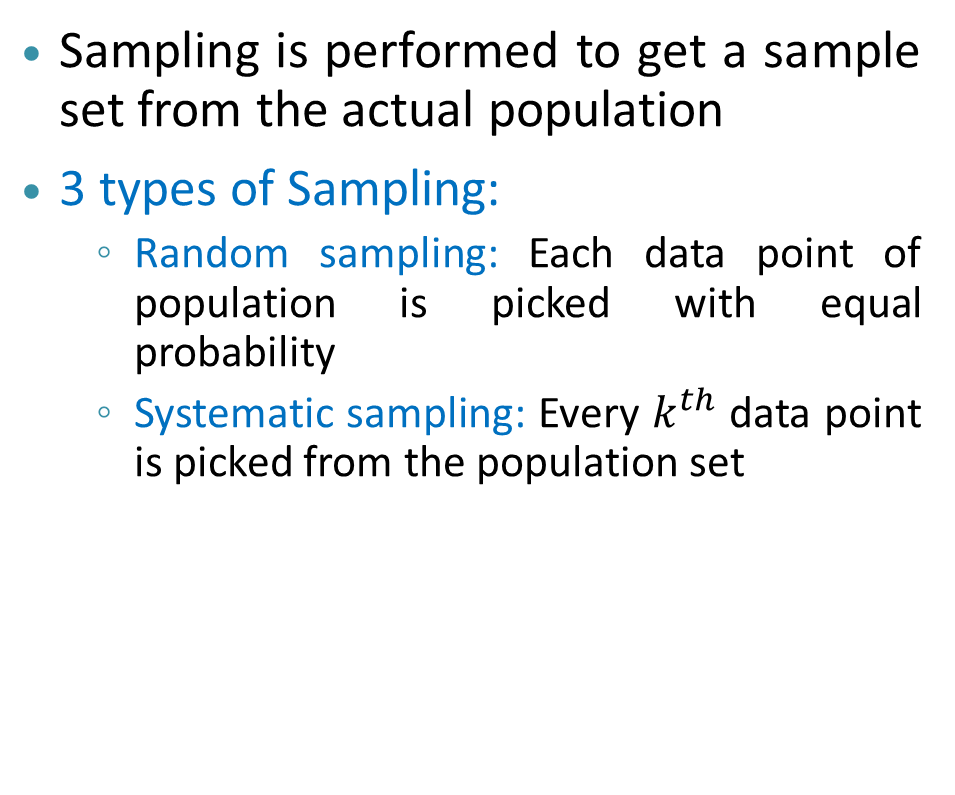 • Sampling is performed to get a sample
set from the actual population
• 3 types of Sampling:
◦ Random sampling: Each data point of
population is picked with equal
probability
◦ Systematic sampling: Every k^{th} data point
is picked from the population set